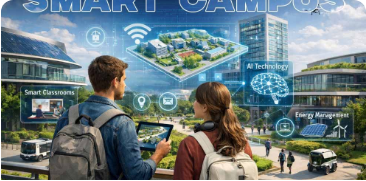 SMART CAMPUS
AI Technology
Smart Classrooms
Energy Management